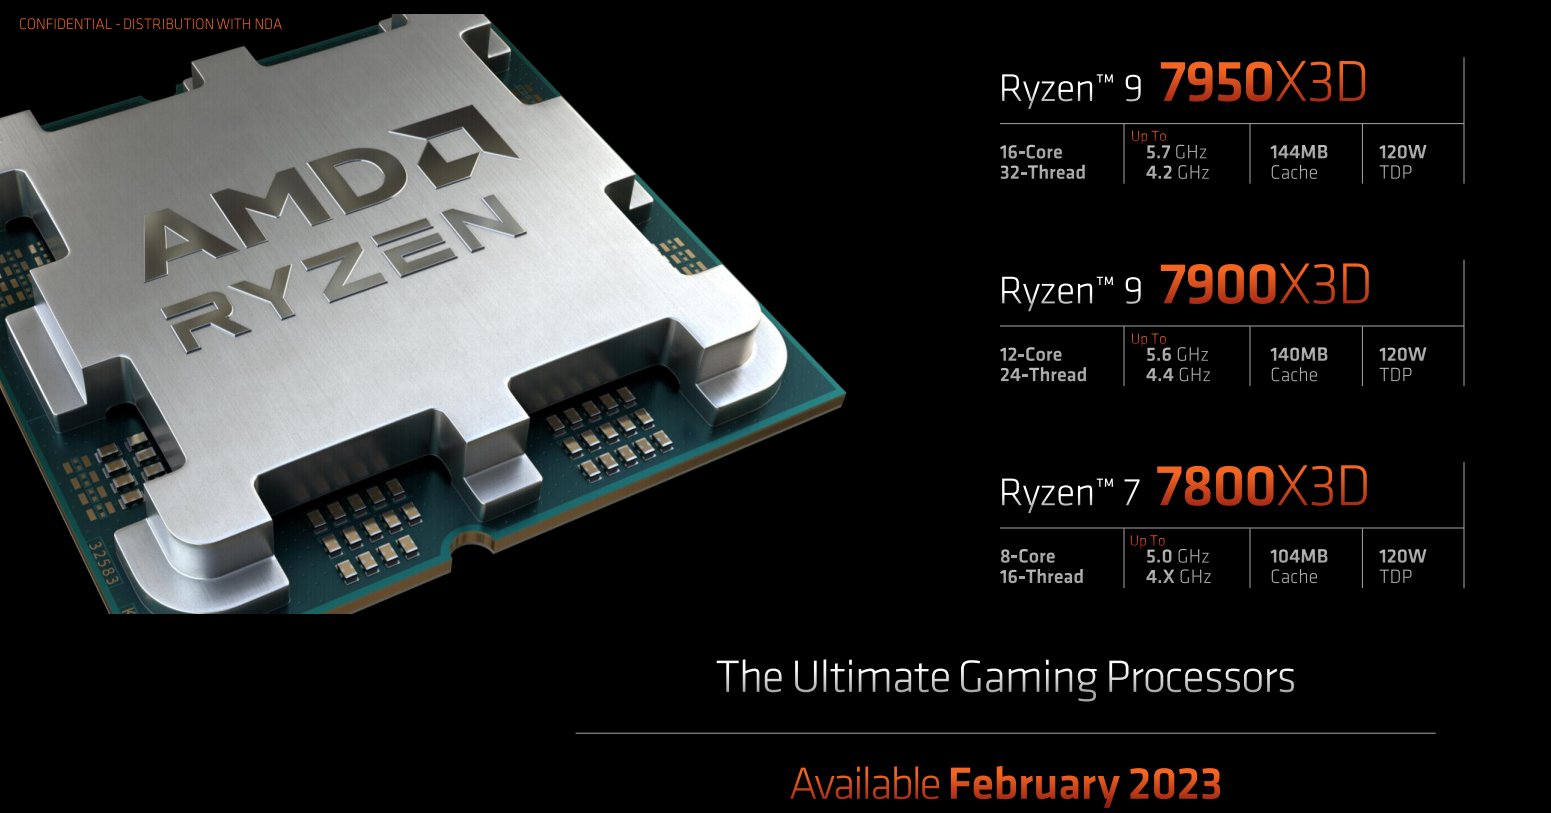 CONFIDENTIAL - DISTRIBUTION WITH NDA
AMD
RYZEN
32583
K
Ryzen™ 9 7950X3D
16-Core
32-Thread
Up To
5.7 GHz
4.2 GHz
144MB
Cache
120W
TDP
Ryzen™ 9 7900X3D
12-Core
24-Thread
Up To
5.6 GHz
4.4 GHz
140MB
Cache
120W
TDP
Ryzen™ 7 7800X3D
8-Core
16-Thread
Up To
5.0 GHz
4.X GHz
104MB
Cache
120W
TDP
The Ultimate Gaming Processors
Available February 2023